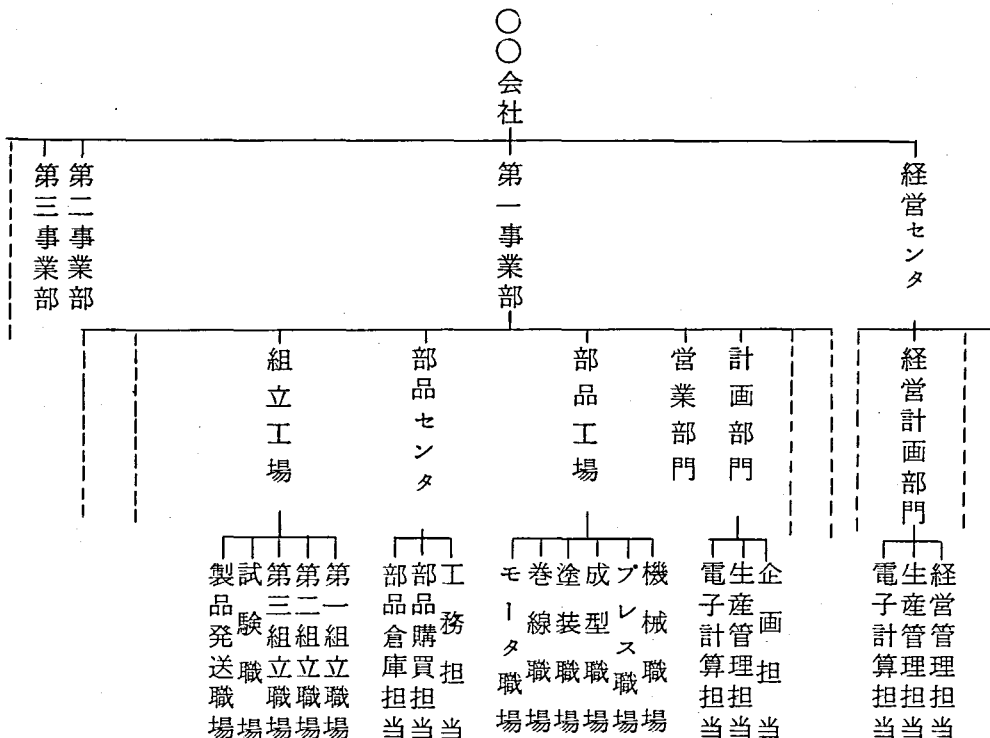 ○○会社
経営センタ
第一事業部
第二事業部
第三事業部
経営計画部門
計画部門
営業部門
部品工場
部品センタ
組立工場
経営管理担当
生産管理担当
電子計算担当
企画担当
生産管理担当
電子計算担当
機械職場
プレス職場
成型職場
塗装職場
巻線職場
モータ職場
工務担当
部品購買担当
部品倉庫担当
第一組立職場
第二組立職場
第三組立職場
試験職場
製品発送職場